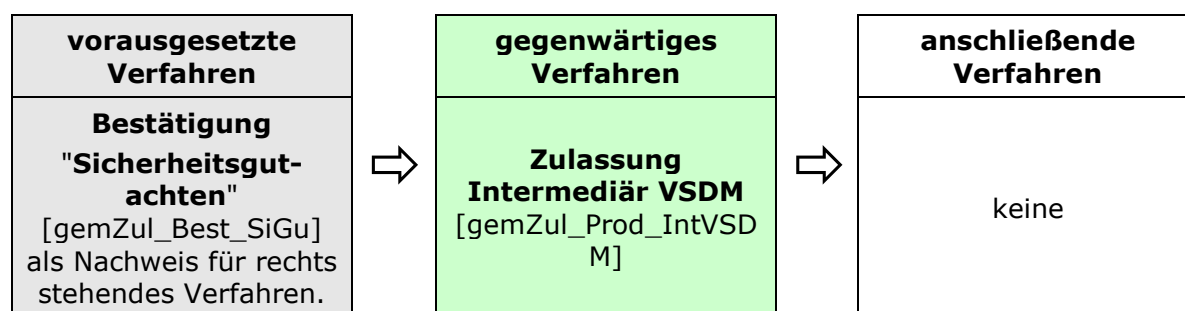 vorausgesetzte
Verfahren
Bestätigung
"Sicherheitsgut-
achten"
[gemZul_Best_SiGu]
als Nachweis für rechts
stehendes Verfahren.
gegenwärtiges
Verfahren
Zulassung
Intermediär VSDM
[gemZul_Prod_IntVSD
M]
anschließende
Verfahren
keine